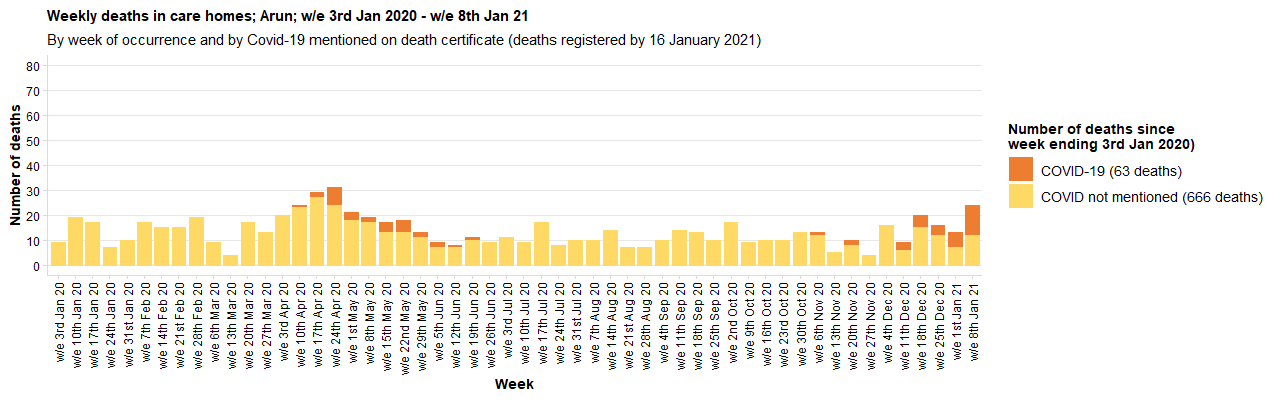 Weekly deaths in care homes; Arun; w/e 3rd Jan 2020 - w/e 8th Jan 21
By week of occurrence and by Covid-19 mentioned on death certificate (deaths registered by 16 January 2021)
Number of deaths
80
70
60
50
40
30
20
10
0
w/e 3rd Jan 20
w/e 10th Jan 20
w/e 17th Jan 20
w/e 24th Jan 20
w/e 31st Jan 20
w/e 7th Feb 20
w/e 14th Feb 20
w/e 21st Feb 20
w/e 28th Feb 20
w/e 6th Mar 20
w/e 13th Mar 20
w/e 20th Mar 20
w/e 27th Mar 20
w/e 3rd Apr 20
w/e 10th Apr 20
w/e 17th Apr 20
w/e 24th Apr 20
w/e 1st May 20
w/e 8th May 20
w/e 15th May 20
w/e 22nd May 20
w/e 29th May 20
w/e 5th Jun 20
w/e 12th Jun 20
w/e 19th Jun 20
w/e 26th Jun 20
w/e 3rd Jul 20
w/e 10th Jul 20
w/e 17th Jul 20
w/e 24th Jul 20
w/e 31st Jul 20
w/e 7th Aug 20
w/e 14th Aug 20
w/e 21st Aug 20
w/e 28th Aug 20
w/e 4th Sep 20
w/e 11th Sep 20
w/e 18th Sep 20
w/e 25th Sep 20
w/e 2nd Oct 20
w/e 9th Oct 20
w/e 16th Oct 20
w/e 23rd Oct 20
w/e 30th Oct 20
w/e 6th Nov 20
w/e 13th Nov 20
w/e 20th Nov 20
w/e 27th Nov 20
w/e 4th Dec 20
w/e 11th Dec 20
w/e 18th Dec 20
w/e 25th Dec 20
w/e 1st Jan 21
w/e 8th Jan 21
Week
Number of deaths since
week ending 3rd Jan 2020)
COVID-19 (63 deaths)
COVID not mentioned (666 deaths)